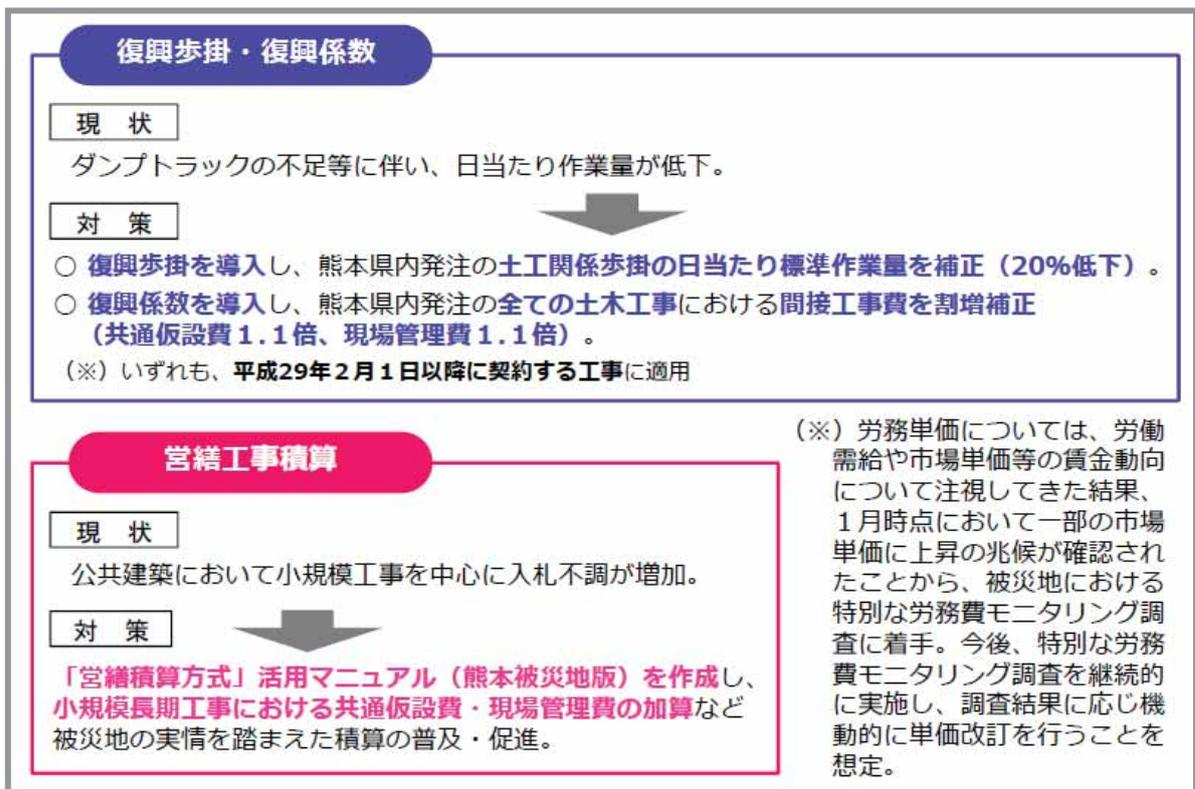 復興歩掛・復興係数
現 状
ダンプトラックの不足等に伴い、日当たり作業量が低下。
対 策
○ 復興歩掛を導入し、熊本県内発注の土工関係歩掛の日当たり標準作業量を補正（20%低下）。
○ 復興係数を導入し、熊本県内発注の全ての土木工事における間接工事費を割増補正
（共通仮設費１.１倍、現場管理費１.１倍）。
（※）いずれも、平成29年２月１日以降に契約する工事に適用
営繕工事積算
現 状
公共建築において小規模工事を中心に入札不調が増加。
対 策
「営繕積算方式」活用マニュアル（熊本被災地版）を作成し、
小規模長期工事における共通仮設費・現場管理費の加算など
被災地の実情を踏まえた積算の普及・促進。
（※）労務単価については、労働
需給や市場単価等の賃金動向
について注視してきた結果、
１月時点において一部の市場
単価に上昇の兆候が確認され
たことから、被災地における
特別な労務費モニタリング調
査に着手。今後、特別な労務
費モニタリング調査を継続的
に実施し、調査結果に応じ機
動的に単価改訂を行うことを
想定。